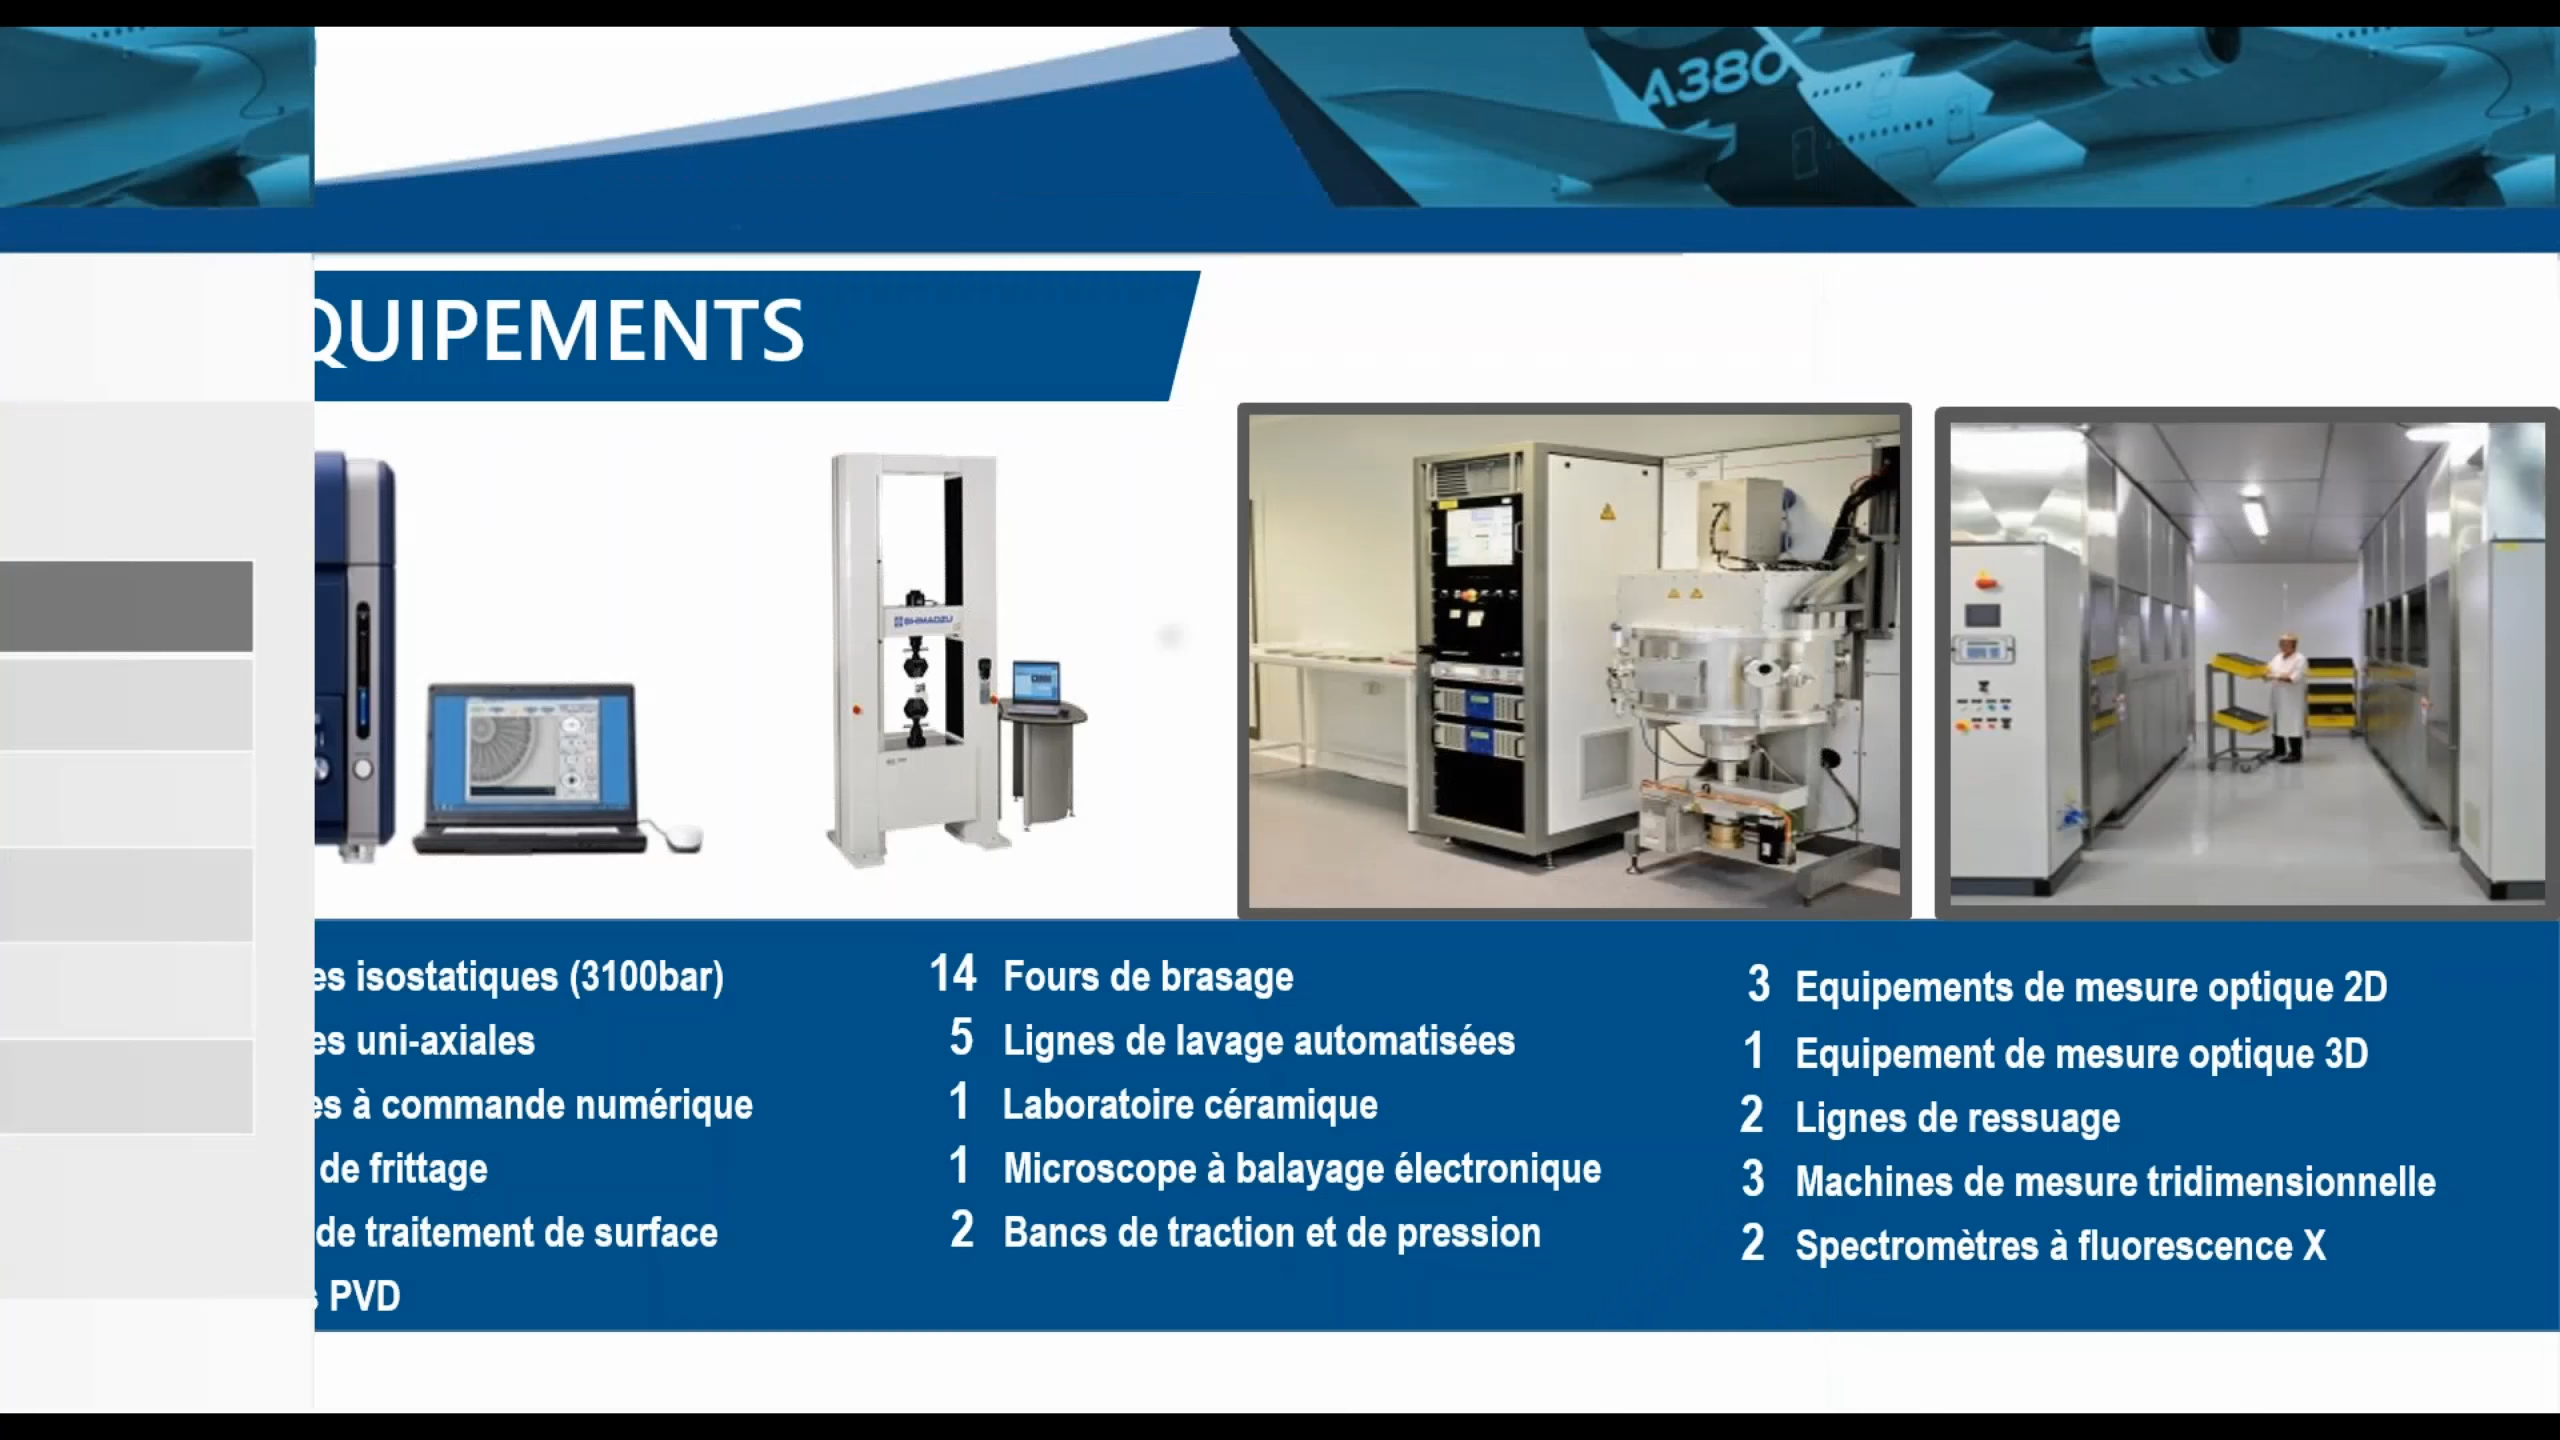 A380
QUIPEMENTS
SHIMADZU
es isostatiques (3100bar)
es uni-axiales
es à commande numérique
de frittage
de traitement de surface
s PVD
14 Fours de brasage
5 Lignes de lavage automatisées
1 Laboratoire céramique
1 Microscope à balayage électronique
2 Bancs de traction et de pression
3 Equipements de mesure optique 2D
1 Equipement de mesure optique 3D
2 Lignes de ressuage
3 Machines de mesure tridimensionnelle
2 Spectromètres à fluorescence X